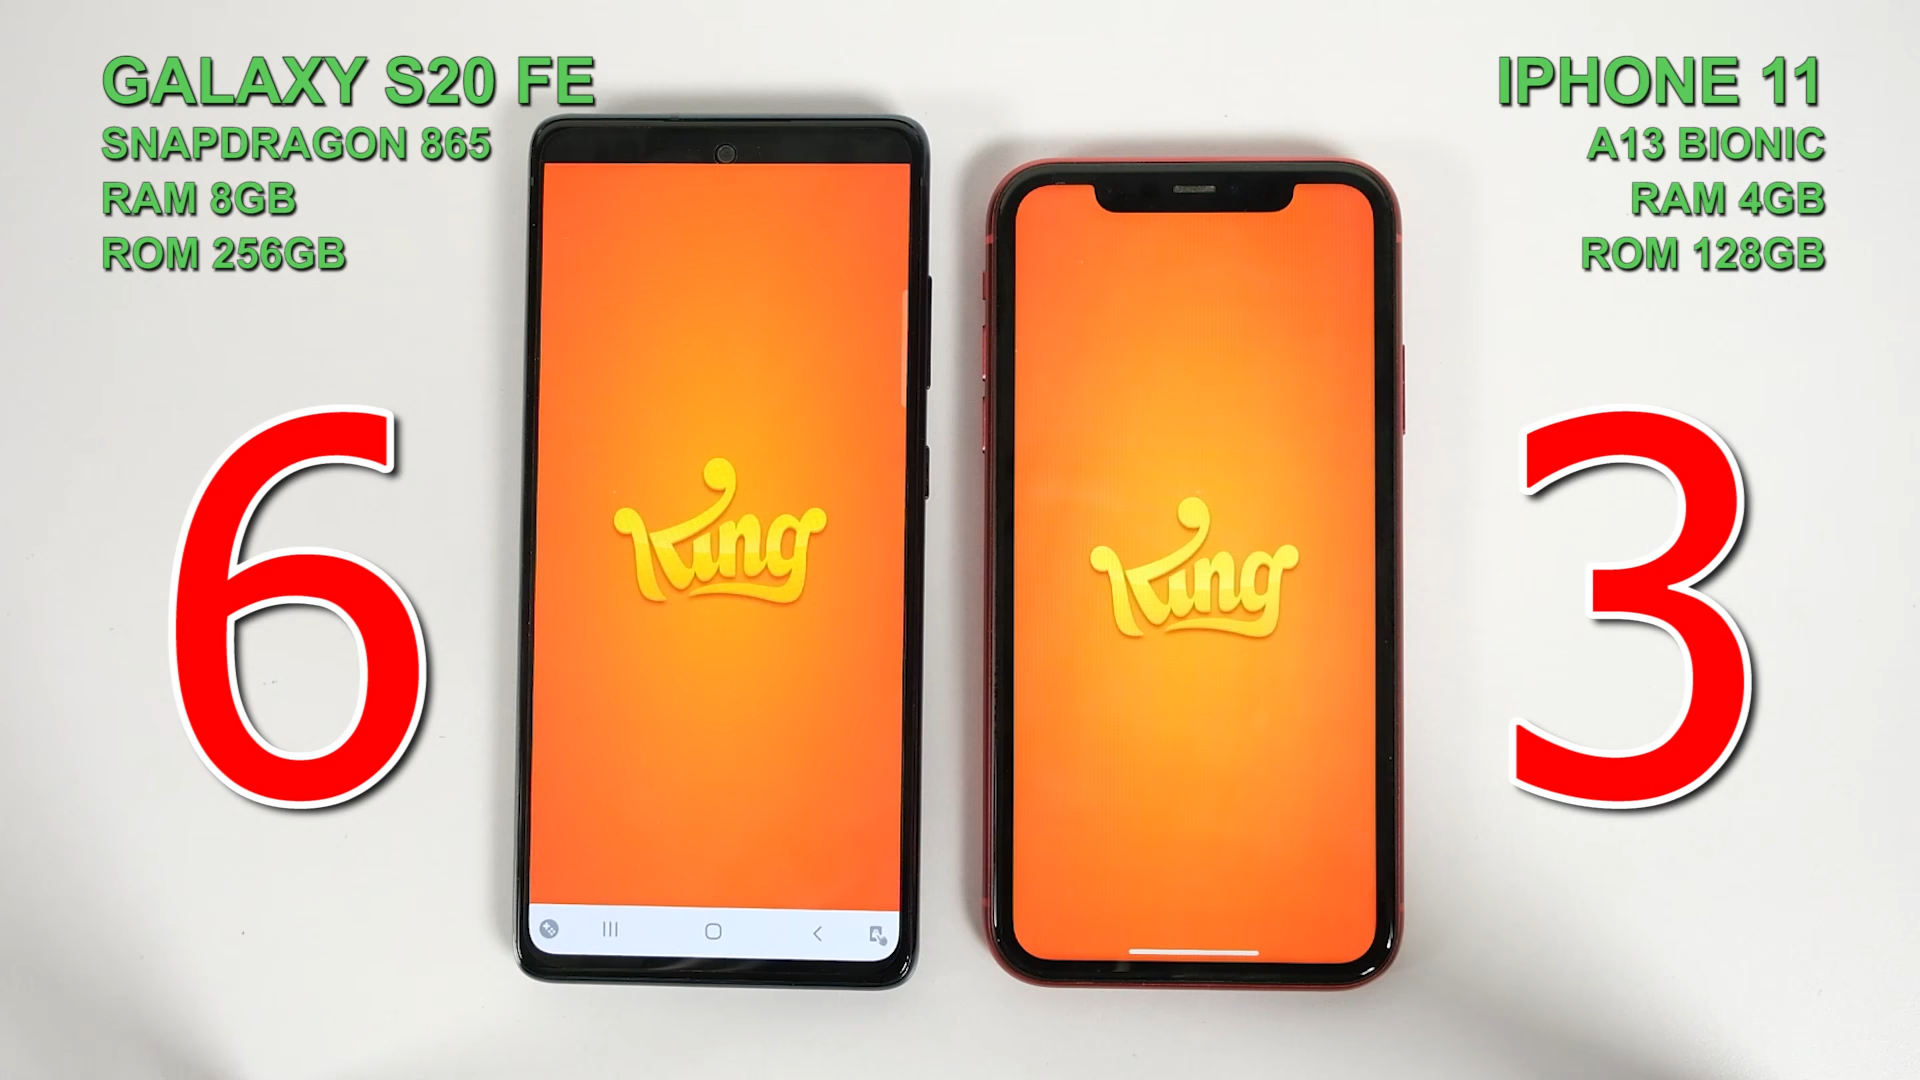 GALAXY S20 FE
SNAPDRAGON 865
RAM 8GB
ROM 256GB
6
King
IPHONE 11
A13 BIONIC
RAM 4GB
ROM 128GB
3
King